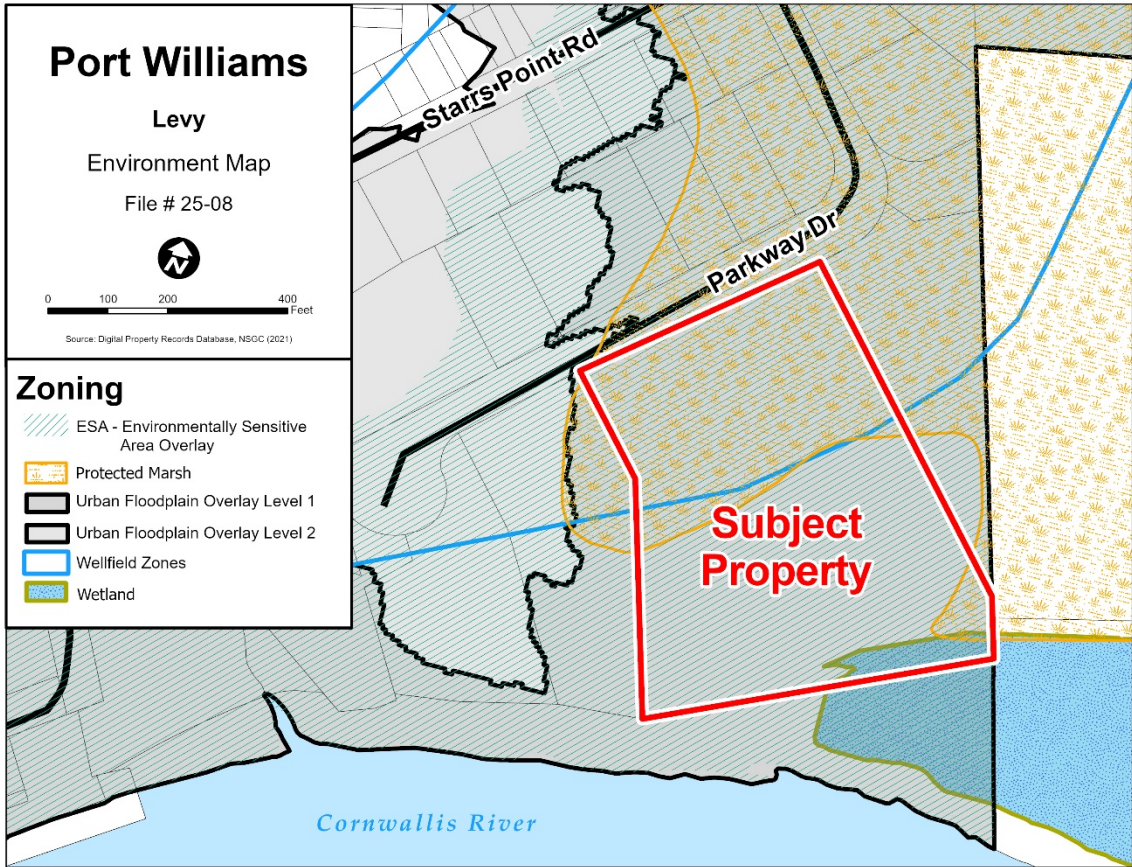 Port Williams
Levy
Environment Map
File # 25-08
N
0 100 200 400
Feet
Source: Digital Property Records Database, NSGC (2021)
Zoning
ESA - Environmentally Sensitive
Area Overlay
Protected Marsh
Urban Floodplain Overlay Level 1
Urban Floodplain Overlay Level 2
Wellfield Zones
Wetland
Starrs Point Rd
Parkway Dr
Subject
Property
Cornwallis River